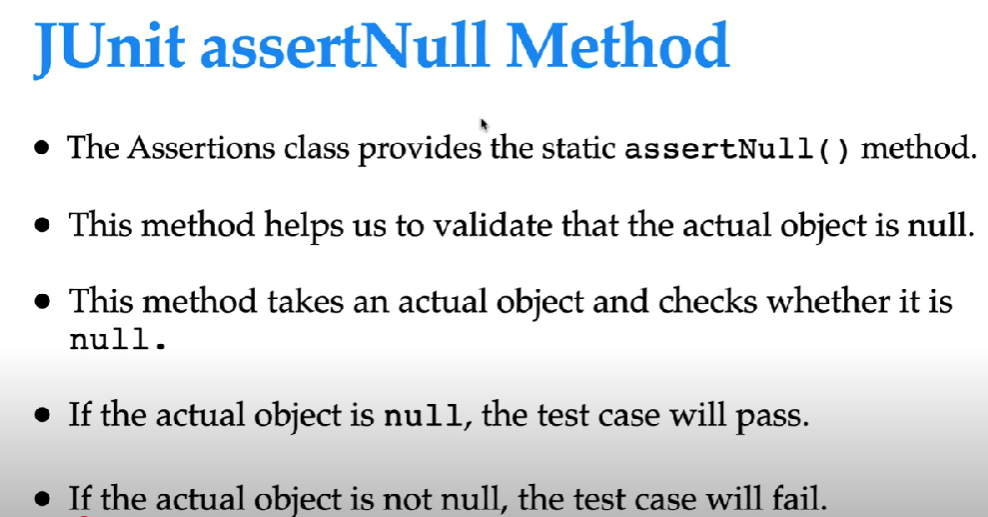 JUnit assertNull Method
• The Assertions class provides the static assertNull() method.
• This method helps us to validate that the actual object is null.
• This method takes an actual object and checks whether it is
null.
• If the actual object is null, the test case will pass.
• If the actual object is not null, the test case will fail.